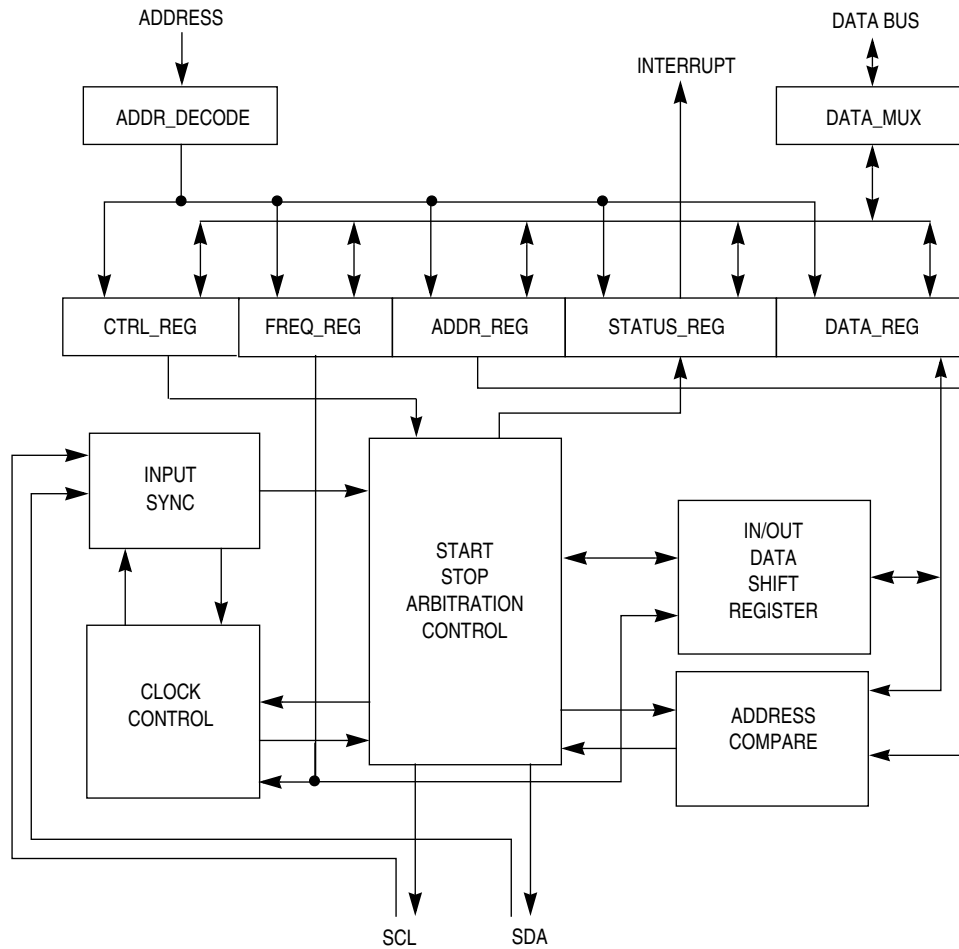 ADDRESS
DATA BUS
INTERRUPT
ADDR_DECODE
DATA_MUX
CTRL_REG
FREQ_REG
ADDR_REG
STATUS_REG
DATA_REG
INPUT
SYNC
START
STOP
ARBITRATION
CONTROL
IN/OUT
DATA
SHIFT
REGISTER
CLOCK
CONTROL
ADDRESS
COMPARE
SCL
SDA